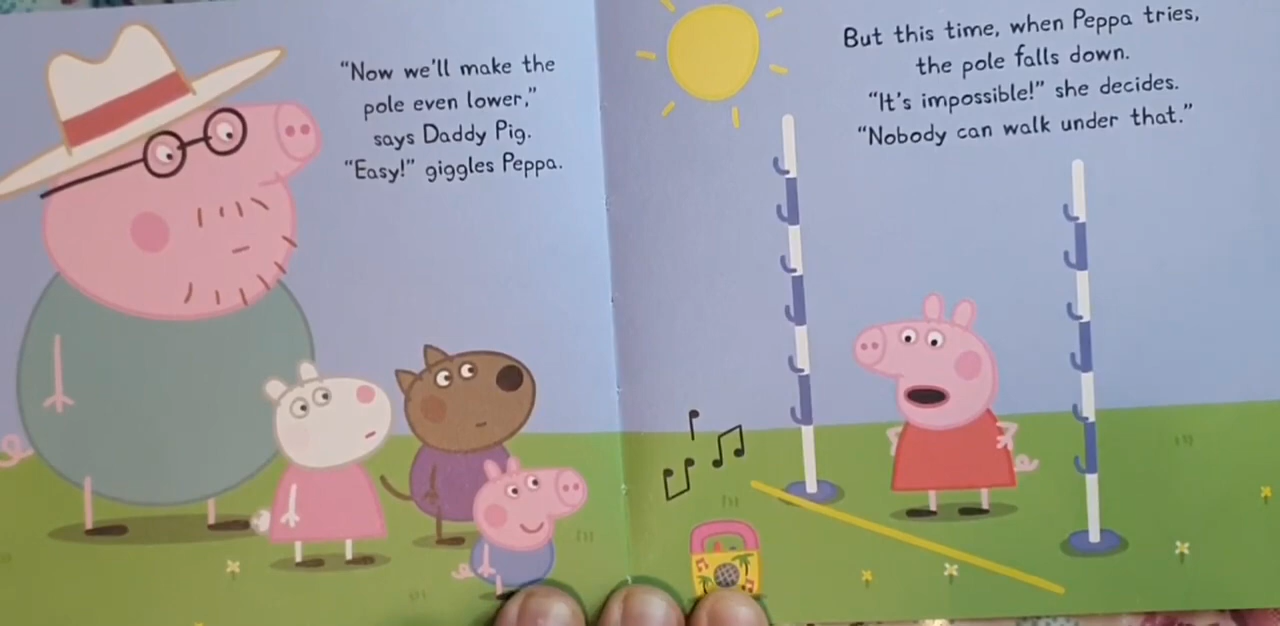 “Now we'll make the
pole even lower,”
says Daddy Pig.
“Easy!” giggles Peppa.
But this time, when Peppa tries,
the pole falls down.
“It's impossible!” she decides.
“Nobody can walk under that.”